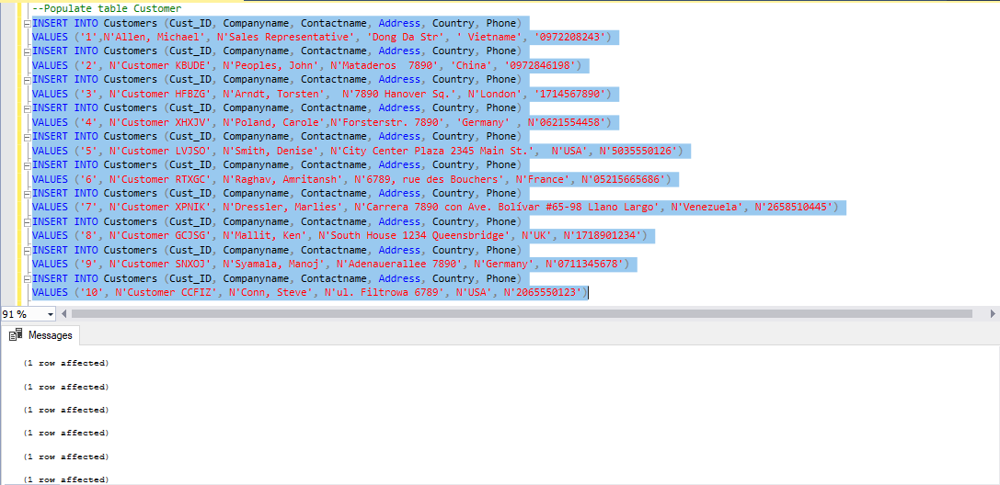 --Populate table Customer
INSERT INTO Customers (Cust_ID, Companyname, Contactname, Address, Country, Phone)
VALUES ('1',N'Allen, Michael', N'Sales Representative', 'Dong Da Str', ' Vietname', '0972208243')
INSERT INTO Customers (Cust_ID, Companyname, Contactname, Address, Country, Phone)
VALUES ('2', N'Customer KBUDE', N'Peoples, John', N'Mataderos  7890', 'China', '0972846198')
INSERT INTO Customers (Cust_ID, Companyname, Contactname, Address, Country, Phone)
VALUES ('3', N'Customer HFBZG', N'Arndt, Torsten',  N'7890 Hanover Sq.', N'London', '1714567890')
INSERT INTO Customers (Cust_ID, Companyname, Contactname, Address, Country, Phone)
VALUES ('4', N'Customer XHXJV', N'Poland, Carole',N'Forsterstr. 7890', 'Germany' , N'0621554458')
INSERT INTO Customers (Cust_ID, Companyname, Contactname, Address, Country, Phone)
VALUES ('5', N'Customer LVJSO', N'Smith, Denise', N'City Center Plaza 2345 Main St.',  N'USA', N'5035550126')
INSERT INTO Customers (Cust_ID, Companyname, Contactname, Address, Country, Phone)
VALUES ('6', N'Customer RTXGC', N'Raghav, Amritansh', N'6789, rue des Bouchers', N'France', N'05215665686')
INSERT INTO Customers (Cust_ID, Companyname, Contactname, Address, Country, Phone)
VALUES ('7', N'Customer XPNIK', N'Dressler, Marlies', N'Carrera 7890 con Ave. Bolívar #65-98 Llano Largo', N'Venezuela', N'2658510445')
INSERT INTO Customers (Cust_ID, Companyname, Contactname, Address, Country, Phone)
VALUES ('8', N'Customer GCJSG', N'Mallit, Ken', N'South House 1234 Queensbridge', N'UK', N'1718901234')
INSERT INTO Customers (Cust_ID, Companyname, Contactname, Address, Country, Phone)
VALUES ('9', N'Customer SNXOJ', N'Syamala, Manoj', N'Adenauerallee 7890', N'Germany', N'0711345678')
INSERT INTO Customers (Cust_ID, Companyname, Contactname, Address, Country, Phone)
VALUES ('10', N'Customer CCFIZ', N'Conn, Steve', N'ul. Filtrowa 6789', N'USA', N'2065550123')
91 %
Messages
(1 row affected)
(1 row affected)
(1 row affected)
(1 row affected)
(1 row affected)
(1 row affected)